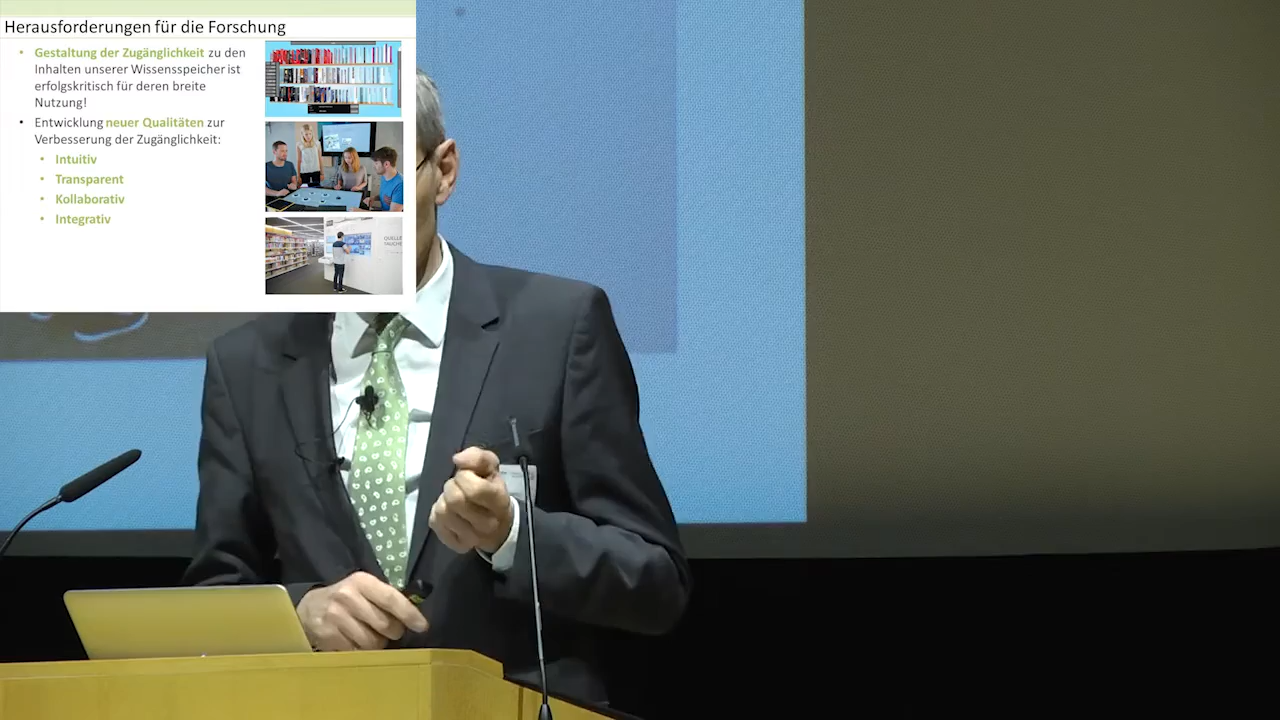 Herausforderungen für die Forschung
• Gestaltung der Zugänglichkeit zu den
Inhalten unserer Wissensspeicher ist
erfolgskritisch für deren breite
Nutzung!
• Entwicklung neuer Qualitäten zur
Verbesserung der Zugänglichkeit:
• Intuitiv
• Transparent
• Kollaborativ
• Integrativ